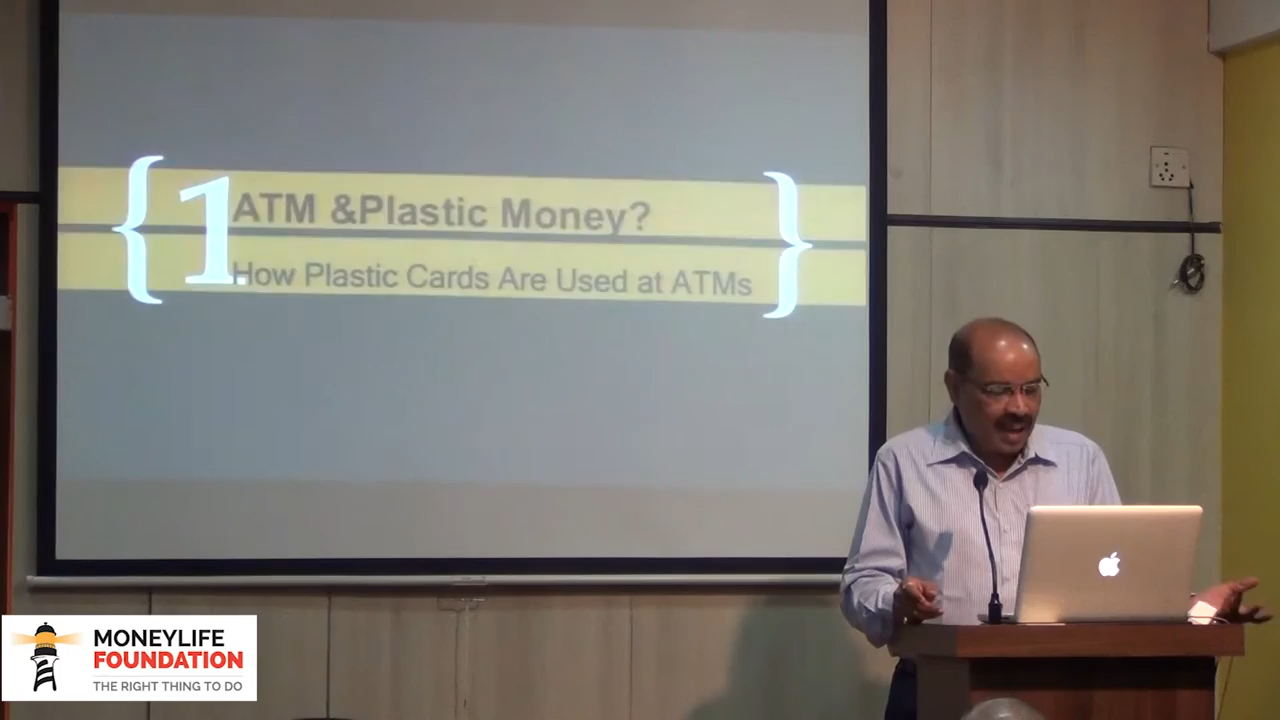 { 1 ATM &Plastic Money? }
How Plastic Cards Are Used at ATMs
MONEYLIFE
FOUNDATION
THE RIGHT THING TO DO